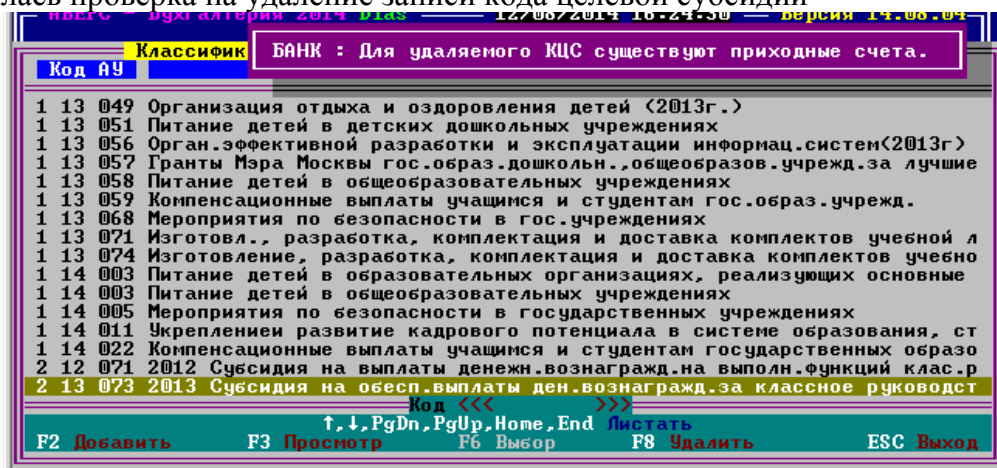 лась проверка на удаление записи кода целевой субсидии
АВЕРС - Бухгалтерия 2014 Dias 12/08/2014 16:24:30 Версия 14.08.04
Классифик
БАНК : Для удаляемого КЦС существуют приходные счета.
Код АУ
1 13 049 Организация отдыха и оздоровления детей (2013г.)
1 13 051 Питание детей в детских дошкольных учреждениях
1 13 056 Орган.эффективной разработки и эксплуатации информац.систем(2013г)
1 13 057 Гранты Мэра Москвы гос.образ.дошкольн.,общеобразов.учрежд.за лучшие
1 13 058 Питание детей в общеобразовательных учреждениях
1 13 059 Компенсационные выплаты учащимся и студентам гос.образ.учрежд.
1 13 068 Мероприятия по безопасности в гос.учреждениях
1 13 071 Изготовл., разработка, комплектация и доставка комплектов учебной л
1 13 074 Изготовление, разработка, комплектация и доставка комплектов учебно
1 14 003 Питание детей в образовательных организациях, реализующих основные
1 14 003 Питание детей в общеобразовательных учреждениях
1 14 005 Мероприятия по безопасности в государственных учреждениях
1 14 011 Укреплениеи развитие кадрового потенциала в системе образования, ст
1 14 022 Компенсационные выплаты учащимся и студентам государственных образо
2 12 071 2012 Субсидия на выплаты денежн.вознагражд.на выполн.функций клас.р
2 13 073 2013 Субсидия на обесп.выплаты ден.вознагражд.за классное руководст
Код <<< >>>
↑,↓,PgDn,PgUp,Home,End Листать
F2 Добавить F3 Просмотр F6 Выбор F8 Удалить ESC Выход